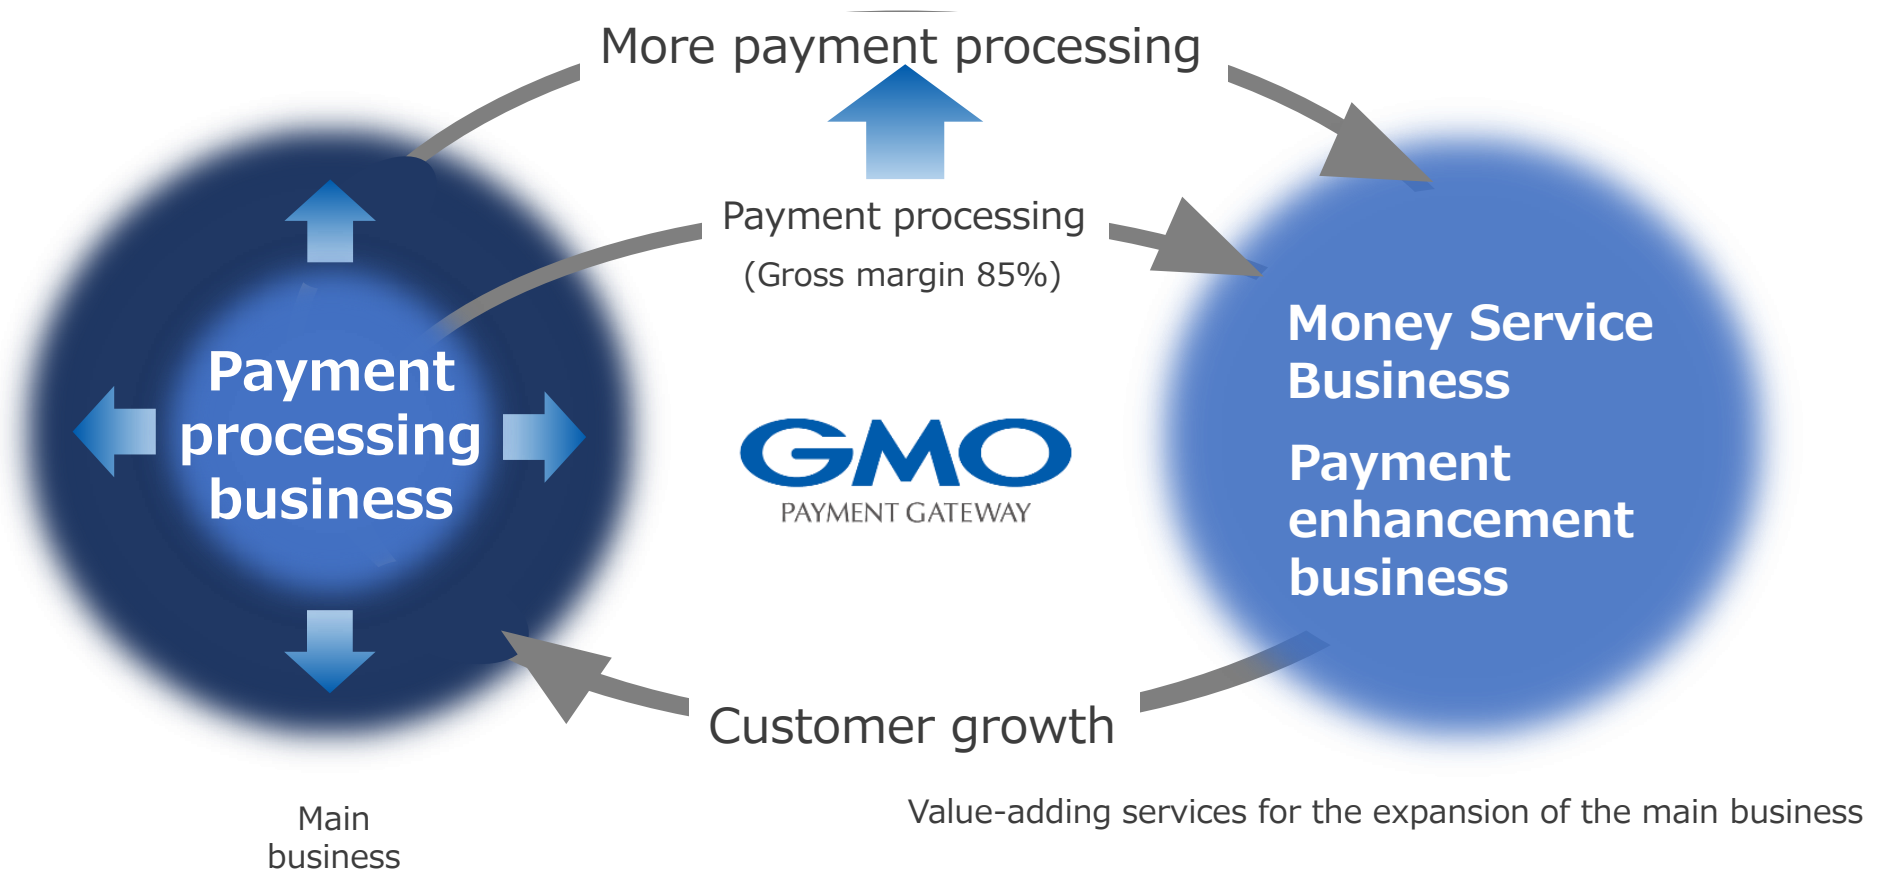 More payment processing
Payment processing
(Gross margin 85%)
Payment
processing
business
GMO
PAYMENT GATEWAY
Money Service
Business
Payment
enhancement
business
Customer growth
Main
business
Value-adding services for the expansion of the main business